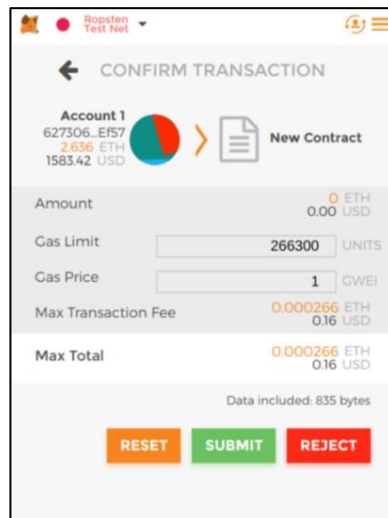 Ropsten
Test Net
CONFIRM TRANSACTION
Account 1
627306...Ef57
2.636 ETH
1583.42 USD
New Contract
Amount
0 ETH
0.00 USD
Gas Limit
266300 UNITS
Gas Price
1 GWEI
Max Transaction Fee
0.000266 ETH
0.16 USD
Max Total
0.000266 ETH
0.16 USD
Data included: 835 bytes
RESET SUBMIT REJECT